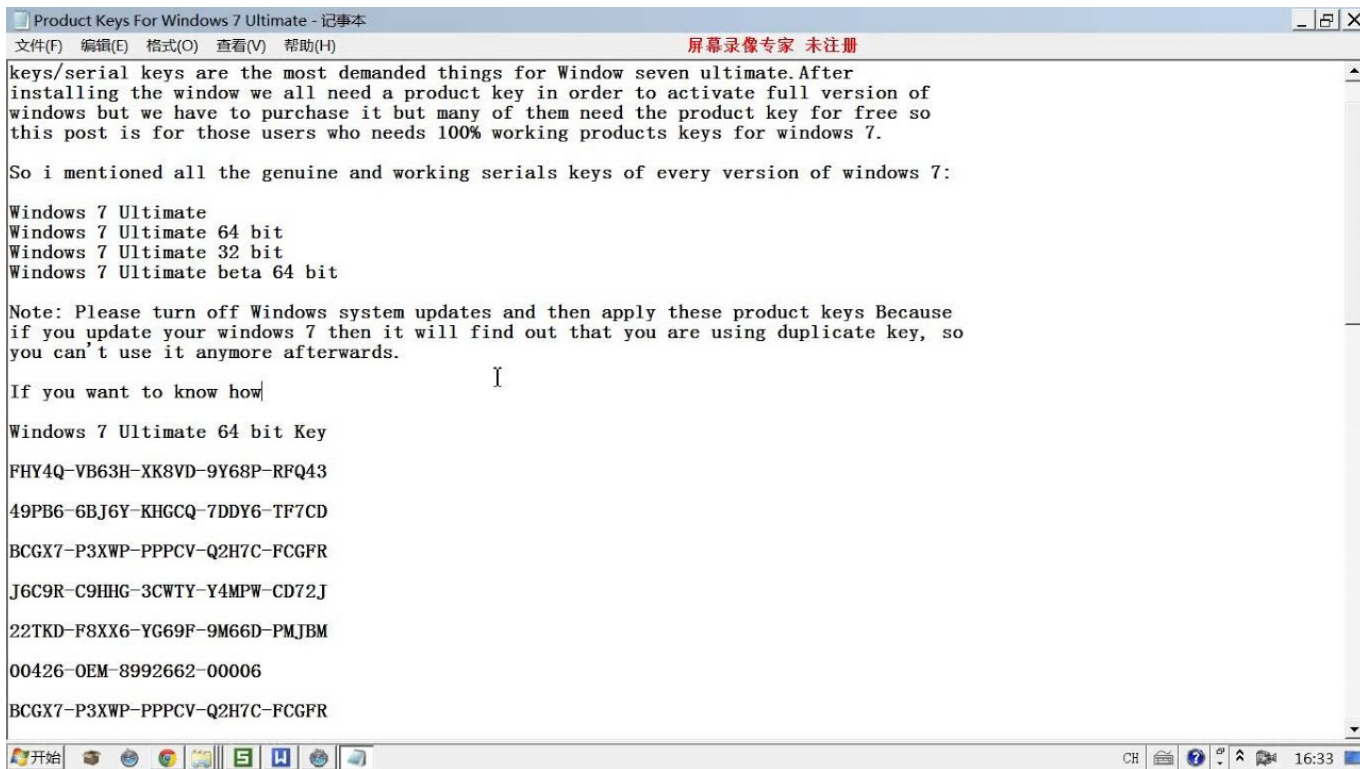 Product Keys For Windows 7 Ultimate - 记事本
文件(F) 编辑(E) 格式(O) 查看(V) 帮助(H)
屏幕录像专家 未注册
keys/serial keys are the most demanded things for Window seven ultimate.After
installing the window we all need a product key in order to activate full version of
windows but we have to purchase it but many of them need the product key for free so
this post is for those users who needs 100% working products keys for windows 7.
So i mentioned all the genuine and working serials keys of every version of windows 7:
Windows 7 Ultimate
Windows 7 Ultimate 64 bit
Windows 7 Ultimate 32 bit
Windows 7 Ultimate beta 64 bit
Note: Please turn off Windows system updates and then apply these product keys Because
if you update your windows 7 then it will find out that you are using duplicate key, so
you can't use it anymore afterwards.
If you want to know how
Windows 7 Ultimate 64 bit Key
FHY4Q-VB63H-XK8VD-9Y68P-RFQ43
49PB6-6BJ6Y-KHGCQ-7DDY6-TF7CD
BCGX7-P3XWP-PPPCV-Q2H7C-FCGFR
J6C9R-C9HHG-3CWTY-Y4MPW-CD72J
22TKD-F8XX6-YG69F-9M66D-PMJBM
00426-OEM-8992662-00006
BCGX7-P3XWP-PPPCV-Q2H7C-FCGFR
开始
CH
16:33